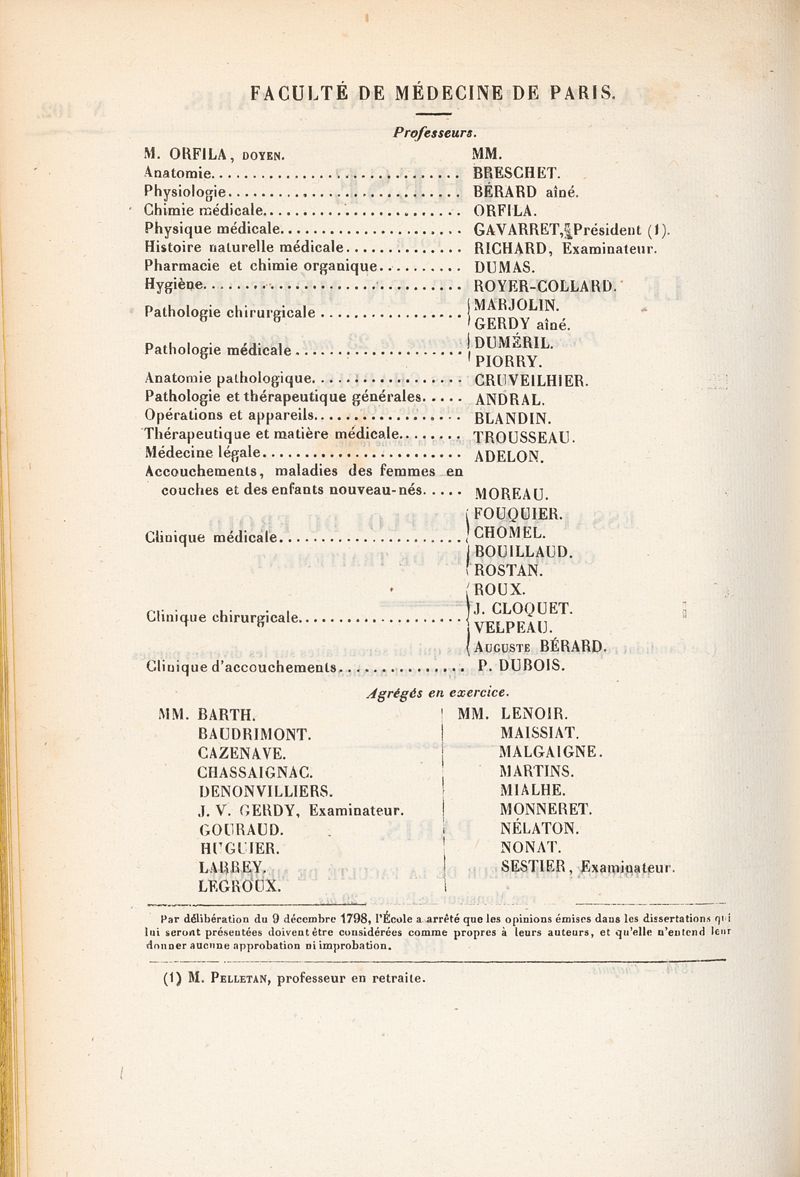 FACULTÉ DE MÉDECINE DE PARIS.
Professeurs.
M. ORFILA, DOYEN. MM.
Anatomie. BRESCHET.
Physiologie. BÉRARD aîné.
Chimie médicale. ORFILA.
Physique médicale. GAVARRET, Président (1).
Histoire naturelle médicale. RICHARD, Examinateur.
Pharmacie et chimie organique. DUMAS.
Hygiène. ROYER-COLLARD.
Pathologie chirurgicale MARJOLIN.
GERDY aîné.
Pathologie médicale DUMÉRIL.
PIORRY.
Anatomie pathologique. CRUVEILHIER.
Pathologie et thérapeutique générales. ANDRAL.
Opérations et appareils. BLANDIN.
Thérapeutique et matière médicale. TROUSSEAU.
Médecine légale. ADELON.
Accouchements, maladies des femmes en
couches et des enfants nouveau-nés. MOREAU.
Clinique médicale. FOUQUIER.
CHOMEL.
BOUILLAUD.
ROSTAN.
Clinique chirurgicale. ROUX.
J. CLOQUET.
VELPEAU.
AUGUSTE BÉRARD.
Clinique d'accouchements. P. DUBOIS.
Agrégés en exercice.
MM. BARTH.
BAUDRIMONT.
CAZENAVE.
CHASSAIGNAC.
DENONVILLIERS.
J. V. GERDY, Examinateur.
GOURAUD.
HUGUIER.
LARREY.
LEGROUX.
MM. LENOIR.
MAISSIAT.
MALGAIGNE.
MARTINS.
MIALHE.
MONNERET.
NÉLATON.
NONAT.
SESTIER, Examinateur.
Par délibération du 9 décembre 1798, l'École a arrêté que les opinions émises dans les dissertations qui
lui seront présentées doivent être considérées comme propres à leurs auteurs, et qu'elle n'entend leur
donner aucune approbation ni improbation.
(1) M. PELLETAN, professeur en retraite.